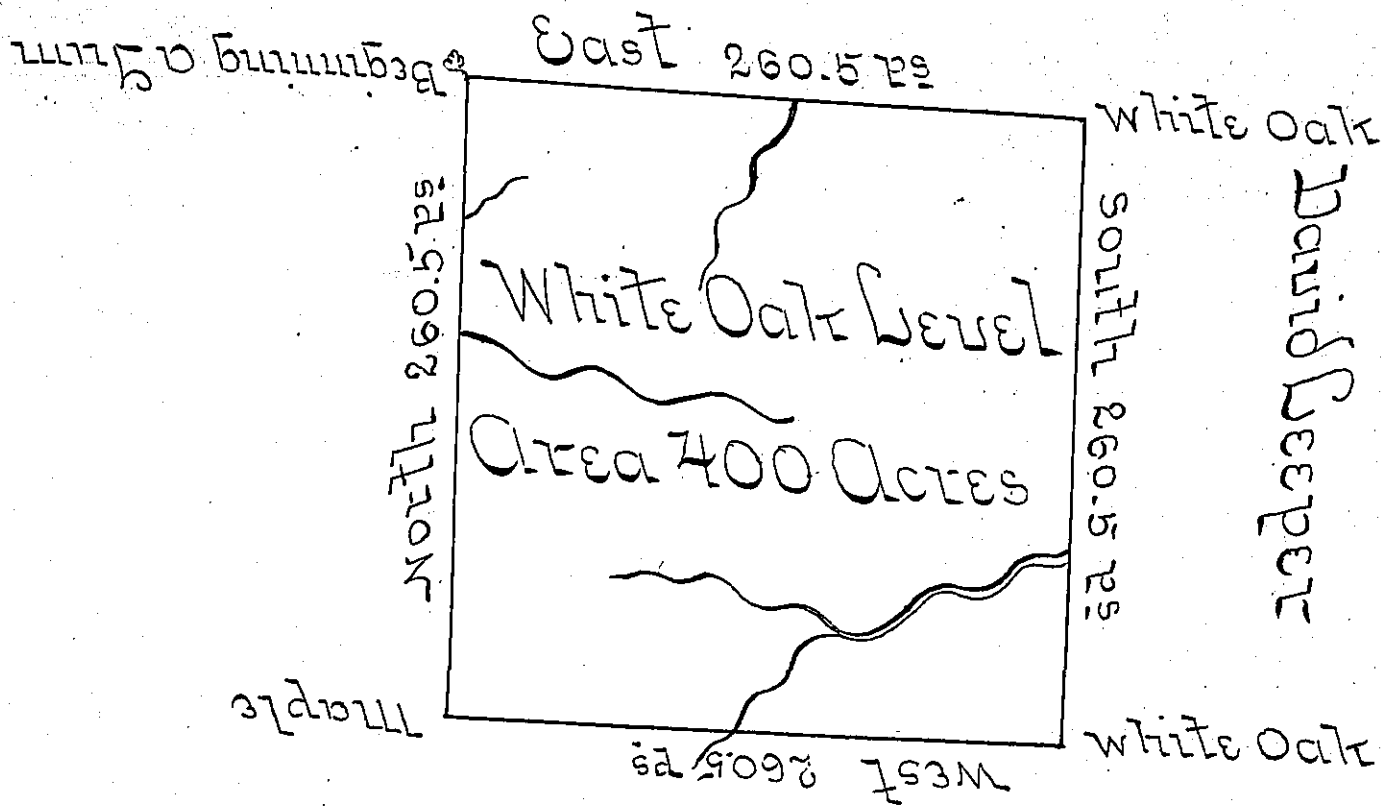 Beginning a Gum
East 260.5 Ps
White Oak
North 260.5 Ps
South 260.5 Ps
David Leeper
White Oak Level
Area 400 Acres
Maple
West 260.5 Ps
White Oak